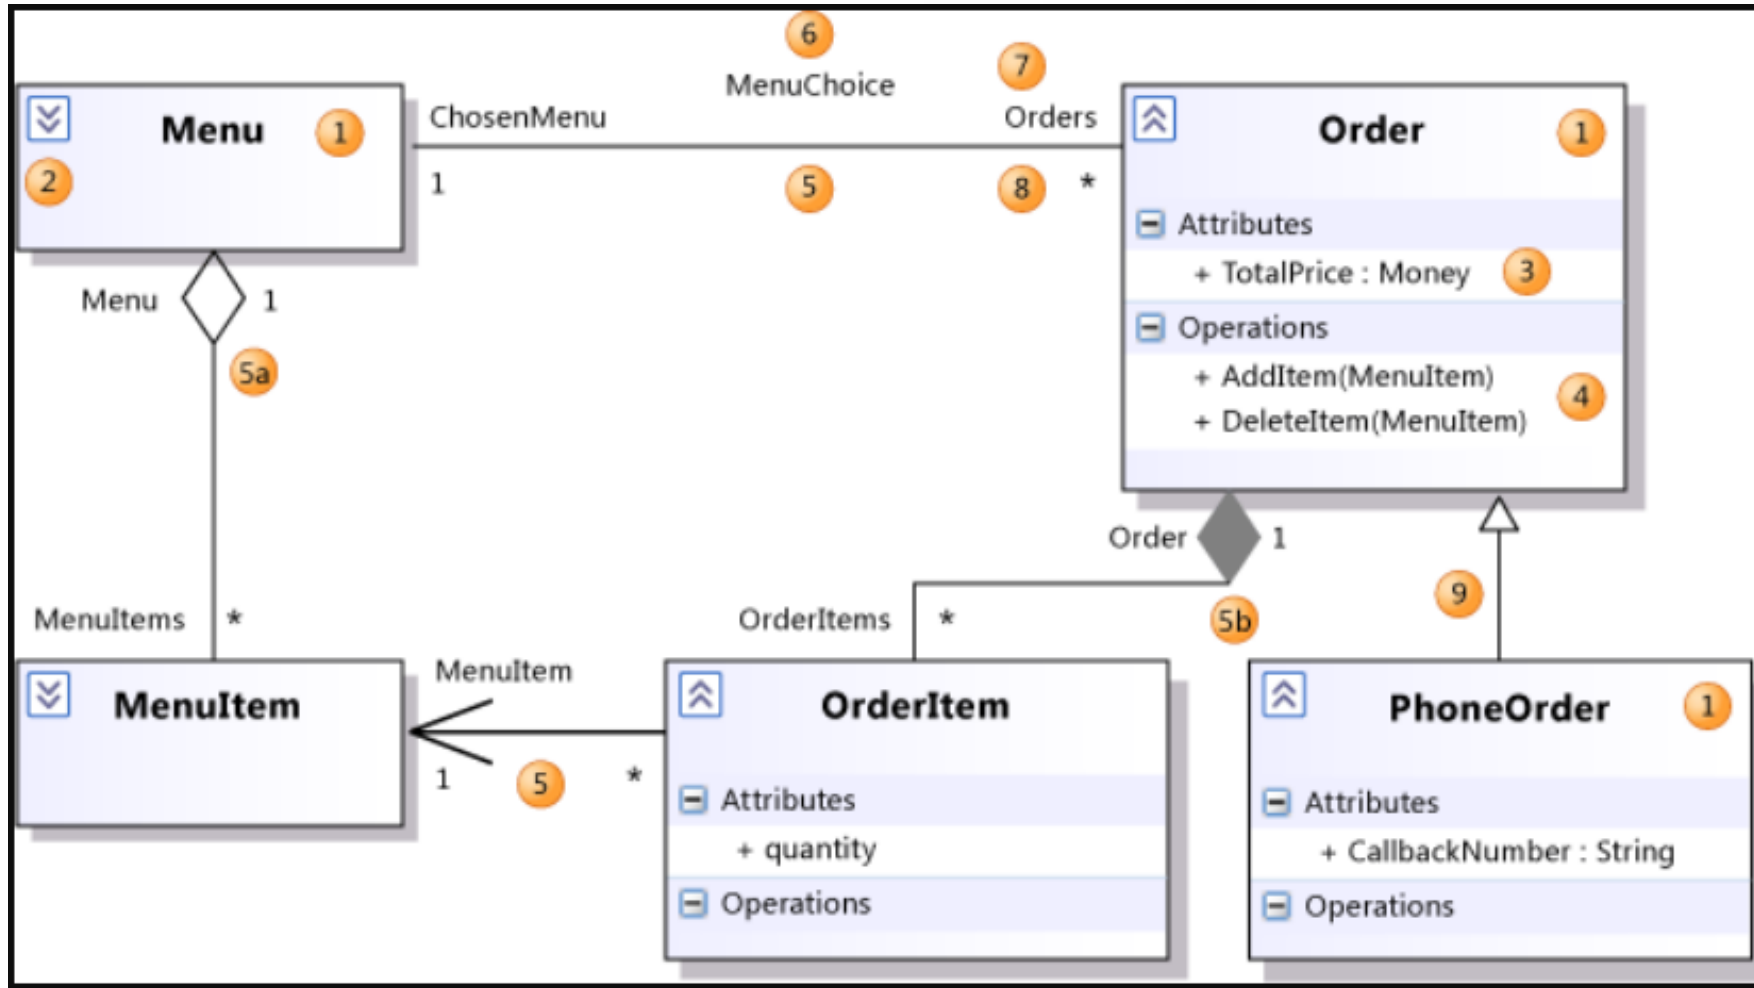 6
MenuChoice
7
ChosenMenu
Orders
Menu
1
2
1
5
8
*
Order
1
Attributes
+ TotalPrice : Money
3
Operations
+ AddItem(MenuItem)
+ DeleteItem(MenuItem)
4
Menu
1
5a
MenuItems
*
Order
1
OrderItems
*
5b
9
MenuItem
MenuItem
1
5
*
OrderItem
Attributes
+ quantity
Operations
PhoneOrder
1
Attributes
+ CallbackNumber : String
Operations